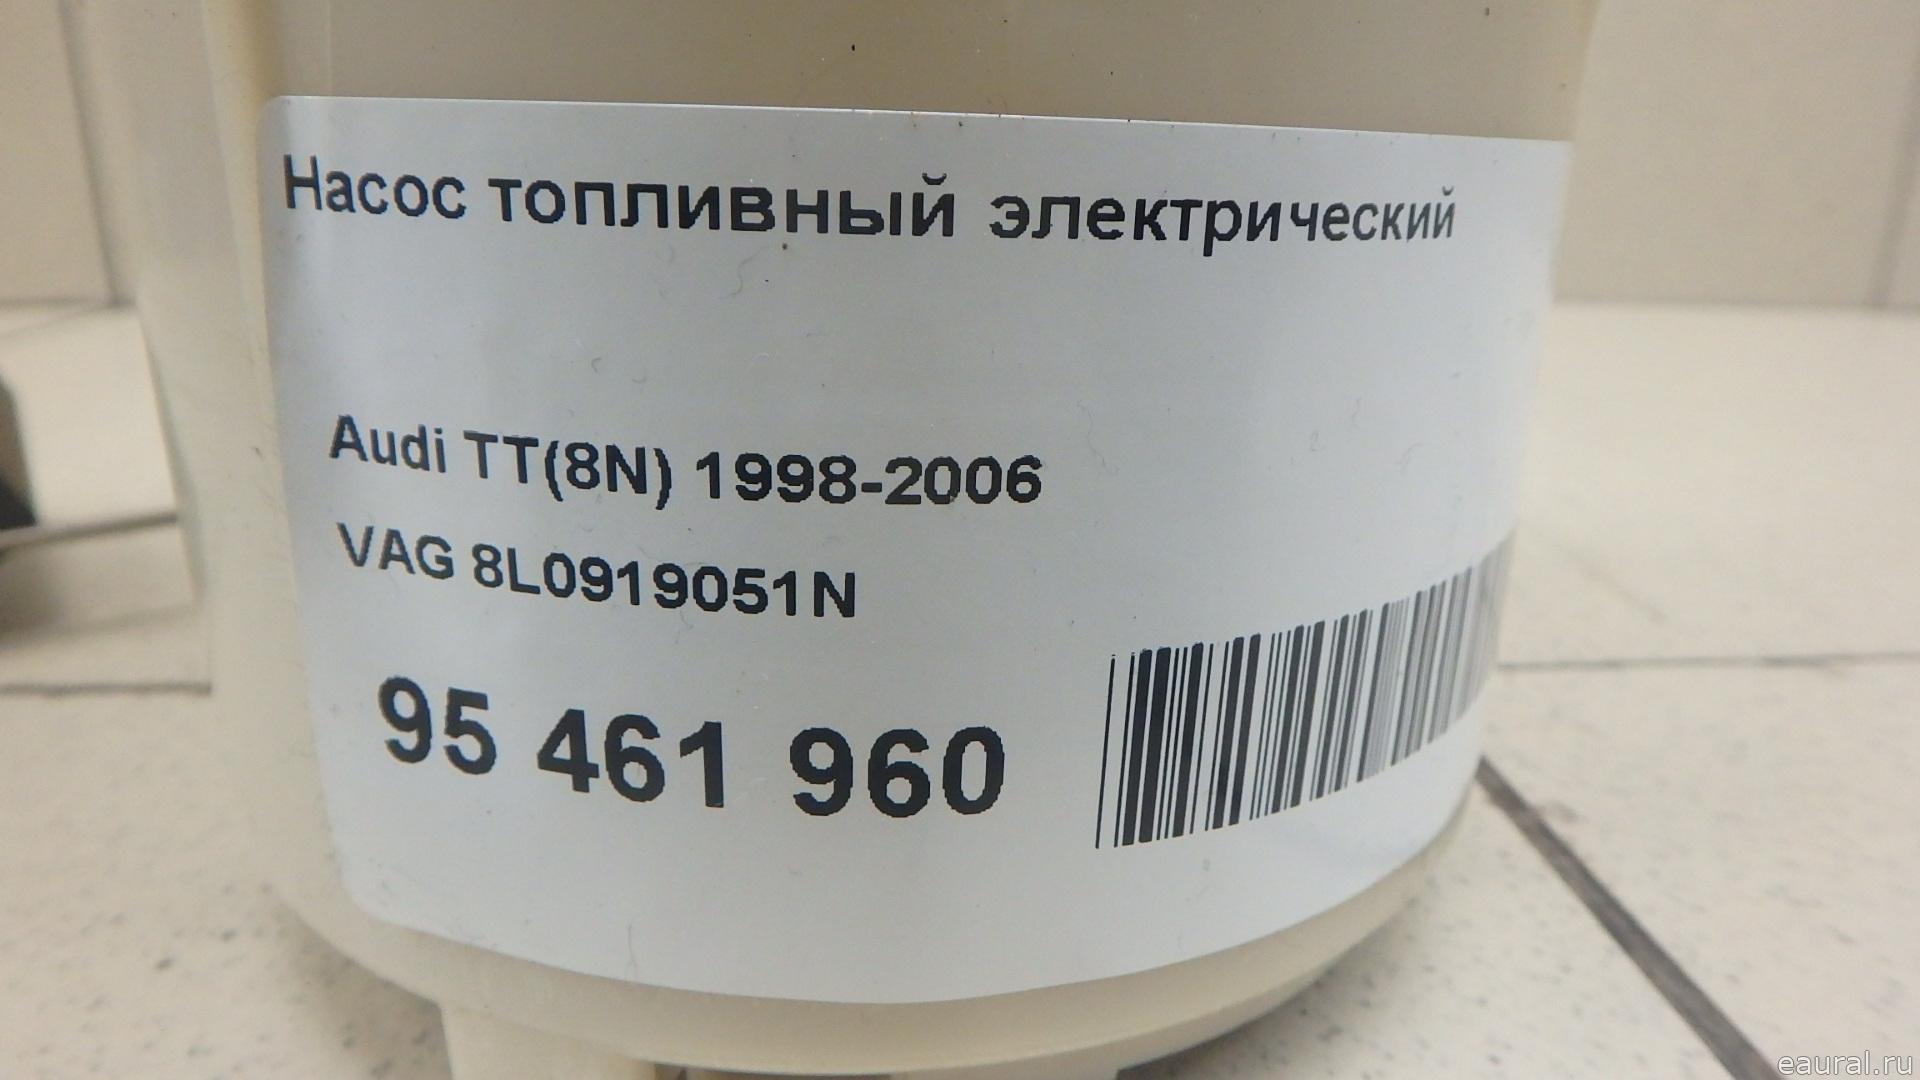 Насос топливный электрический
Audi TT(8N) 1998-2006
VAG 8L0919051N
95 461 960
eaural.ru